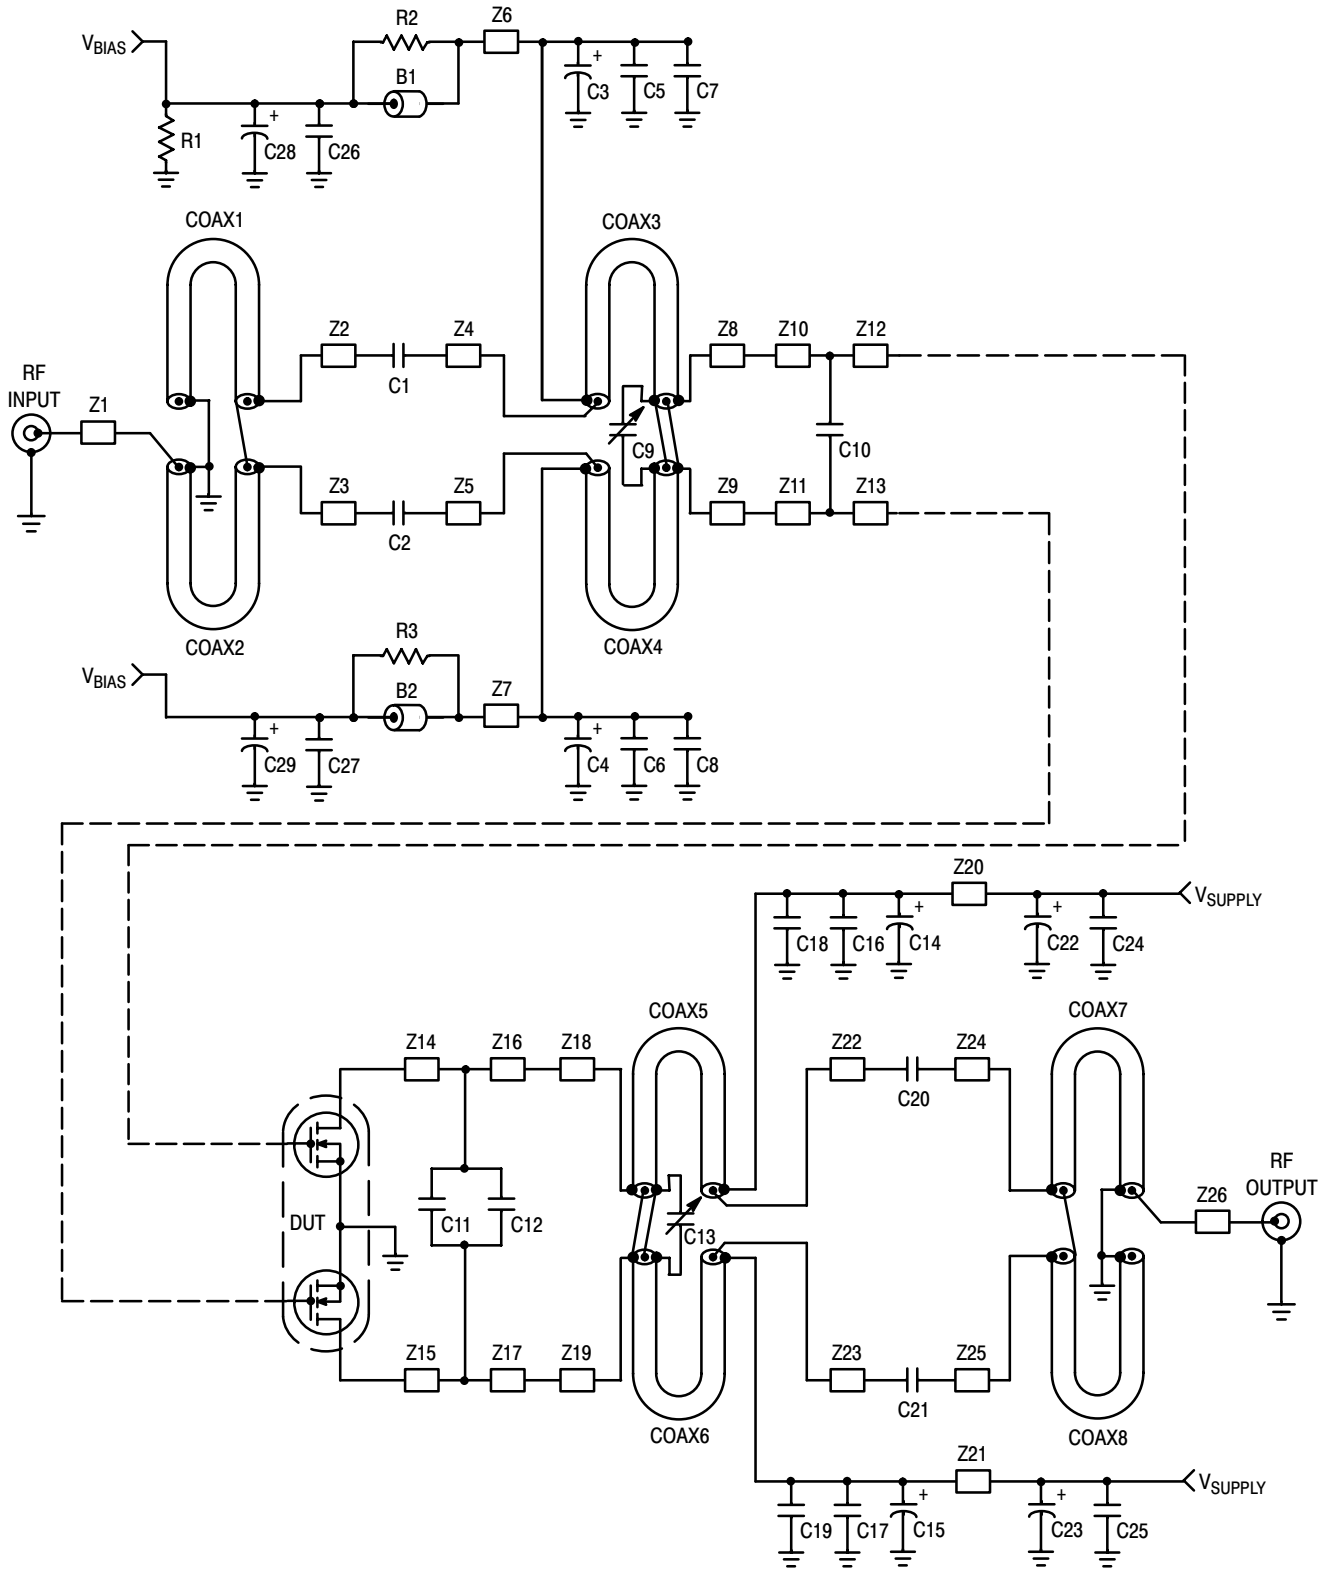 R2
Z6
VBIAS
+
B1
C3
C5
C7
R1
+
C28
C26
COAX1
COAX3
Z2
Z4
Z8
Z10
Z12
RF
INPUT
C1
Z1
C9
C10
Z3
Z5
Z9
Z11
Z13
C2
COAX2
COAX4
R3
VBIAS
B2
Z7
+
C29
C27
+
C4
C6
C8
Z20
VSUPPLY
C18
C16
+
C14
+
C22
C24
COAX5
COAX7
Z14
Z16
Z18
Z22
Z24
C20
RF
OUTPUT
Z26
DUT
C11
C12
C13
Z15
Z17
Z19
Z23
Z25
C21
COAX6
COAX8
Z21
VSUPPLY
C19
C17
+
C15
+
C23
C25